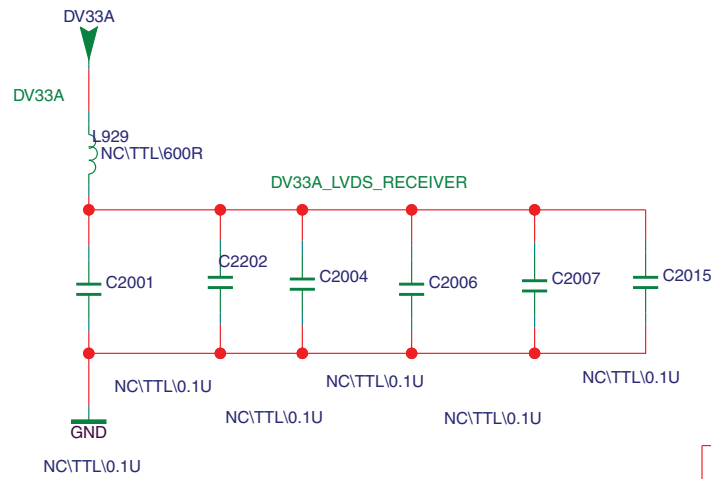 DV33A
DV33A
L929
NC\TTL\600R
DV33A_LVDS_RECEIVER
C2001
C2202
C2004
C2006
C2007
C2015
NC\TTL\0.1U
NC\TTL\0.1U
NC\TTL\0.1U
NC\TTL\0.1U
NC\TTL\0.1U
GND
NC\TTL\0.1U